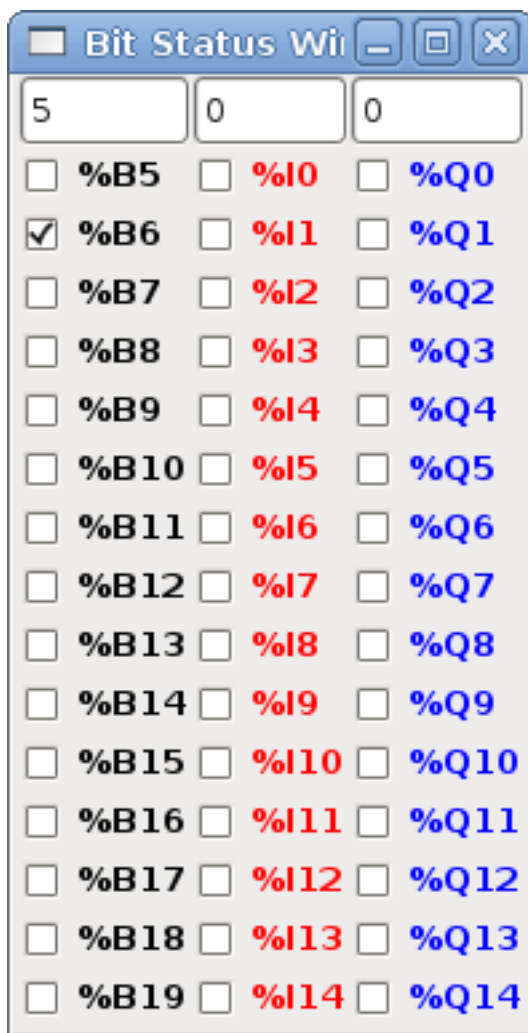 Bit Status Wi
5 0 0
%B5 %I0 %Q0
%B6 %I1 %Q1
%B7 %I2 %Q2
%B8 %I3 %Q3
%B9 %I4 %Q4
%B10 %I5 %Q5
%B11 %I6 %Q6
%B12 %I7 %Q7
%B13 %I8 %Q8
%B14 %I9 %Q9
%B15 %I10 %Q10
%B16 %I11 %Q11
%B17 %I12 %Q12
%B18 %I13 %Q13
%B19 %I14 %Q14